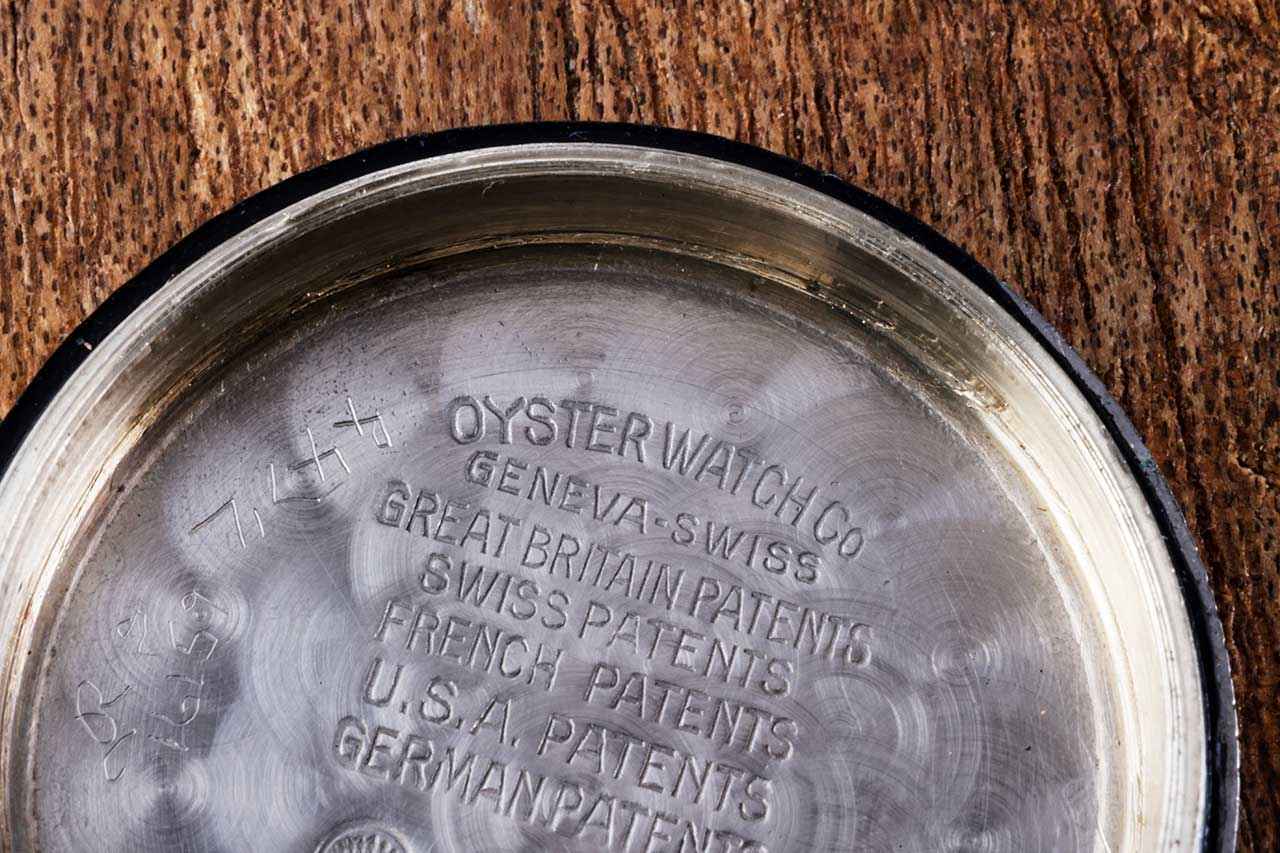 OYSTER WATCH CO
GENEVA-SWISS
GREAT BRITAIN PATENTS
SWISS PATENTS
FRENCH PATENTS
U.S.A. PATENTS
GERMAN PATENTS